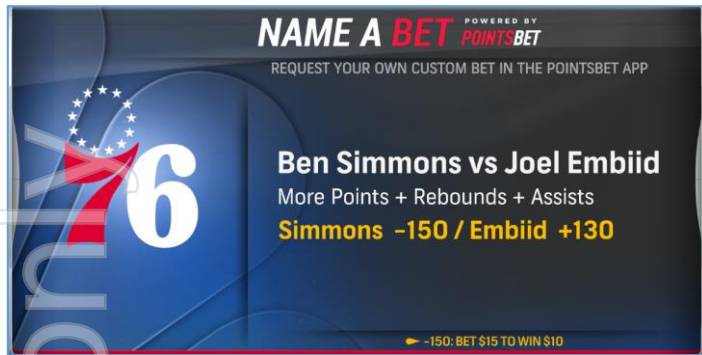 NAME A BET POWERED BY POINTSBET
REQUEST YOUR OWN CUSTOM BET IN THE POINTSBET APP
76
Ben Simmons vs Joel Embiid
More Points + Rebounds + Assists
Simmons -150 / Embiid +130
-150: BET $15 TO WIN $10
only